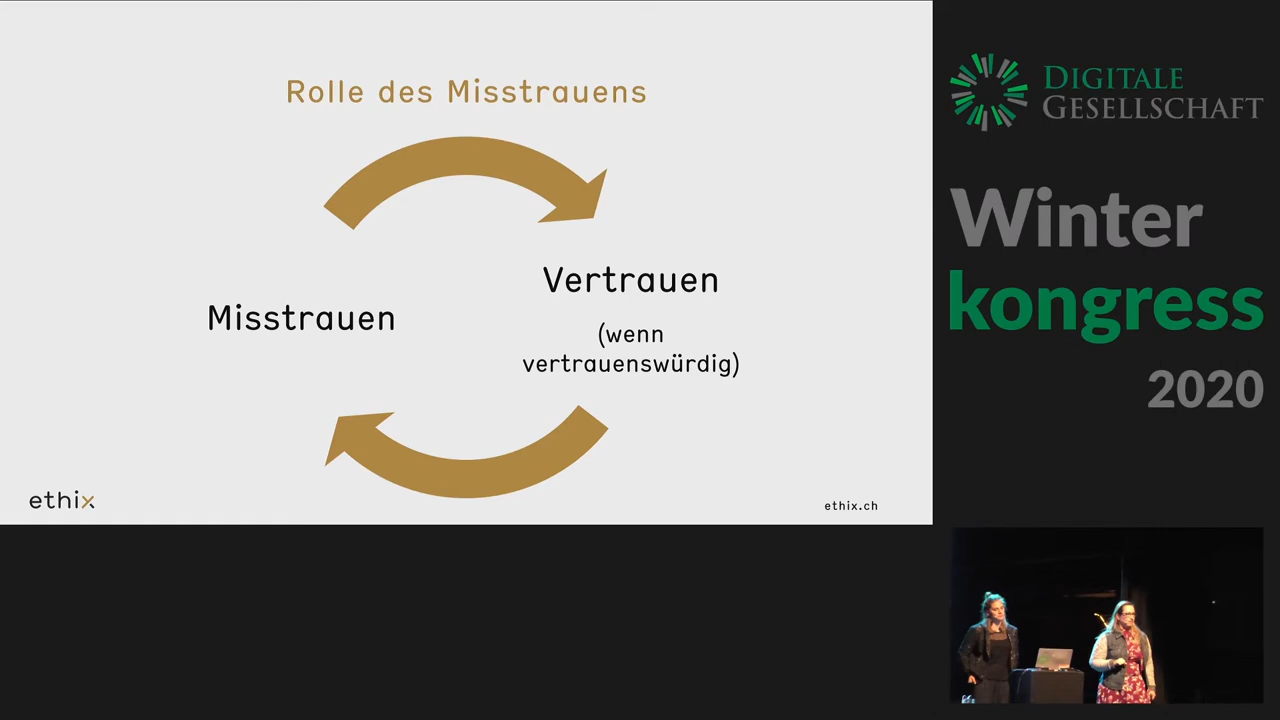 Rolle des Misstrauens
Misstrauen
Vertrauen
(wenn
vertrauenswürdig)
ethix
ethix.ch
DIGITALE
GESELLSCHAFT
Winter
kongress
2020